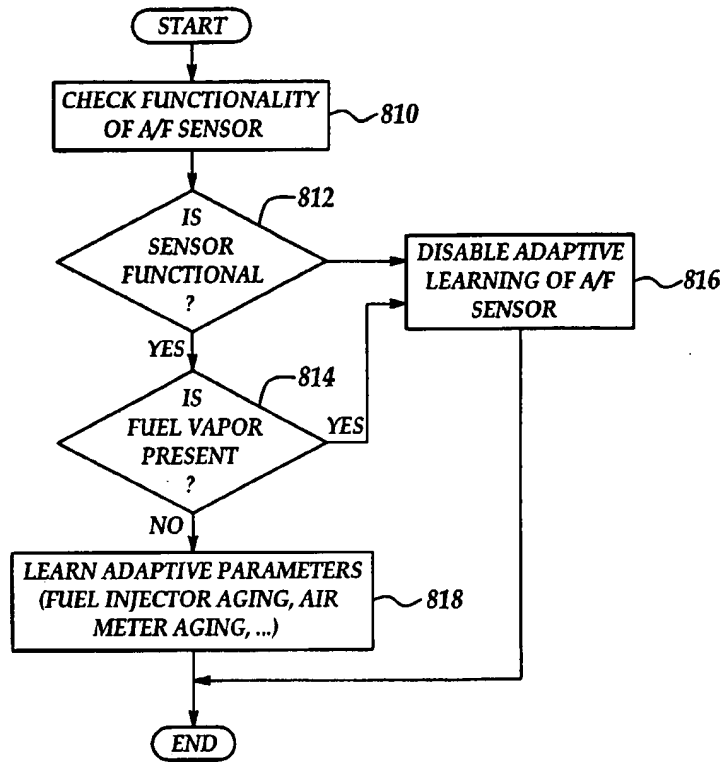 START
CHECK FUNCTIONALITY
OF A/F SENSOR
810
812
IS
SENSOR
FUNCTIONAL
?
DISABLE ADAPTIVE
LEARNING OF A/F
SENSOR
816
YES
814
IS
FUEL VAPOR
PRESENT
?
YES
NO
LEARN ADAPTIVE PARAMETERS
(FUEL INJECTOR AGING, AIR
METER AGING, ...)
818
END